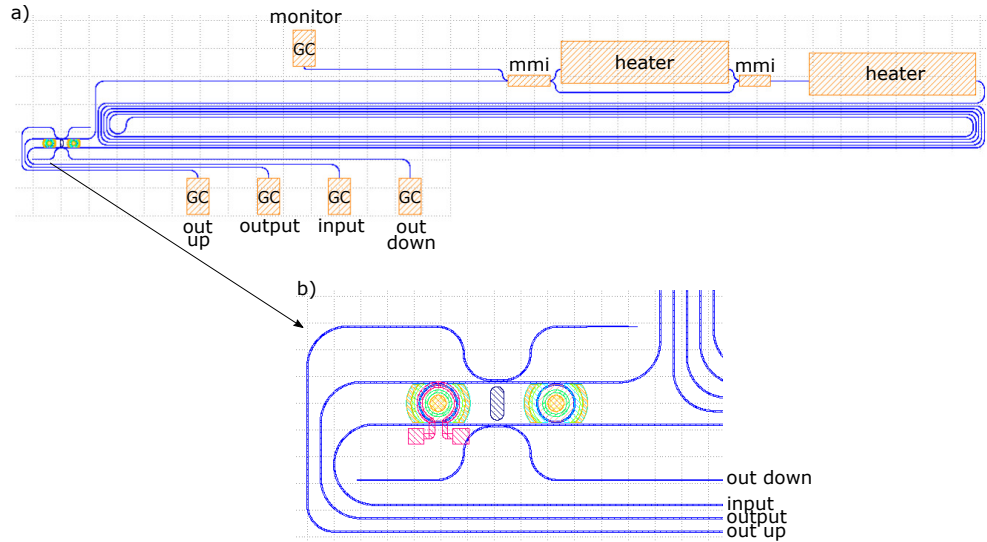 a)
monitor
GC
mmi
heater
mmi
heater
GC
GC
GC
GC
out
up
output
input
out
down
b)
out down
input
output
out up